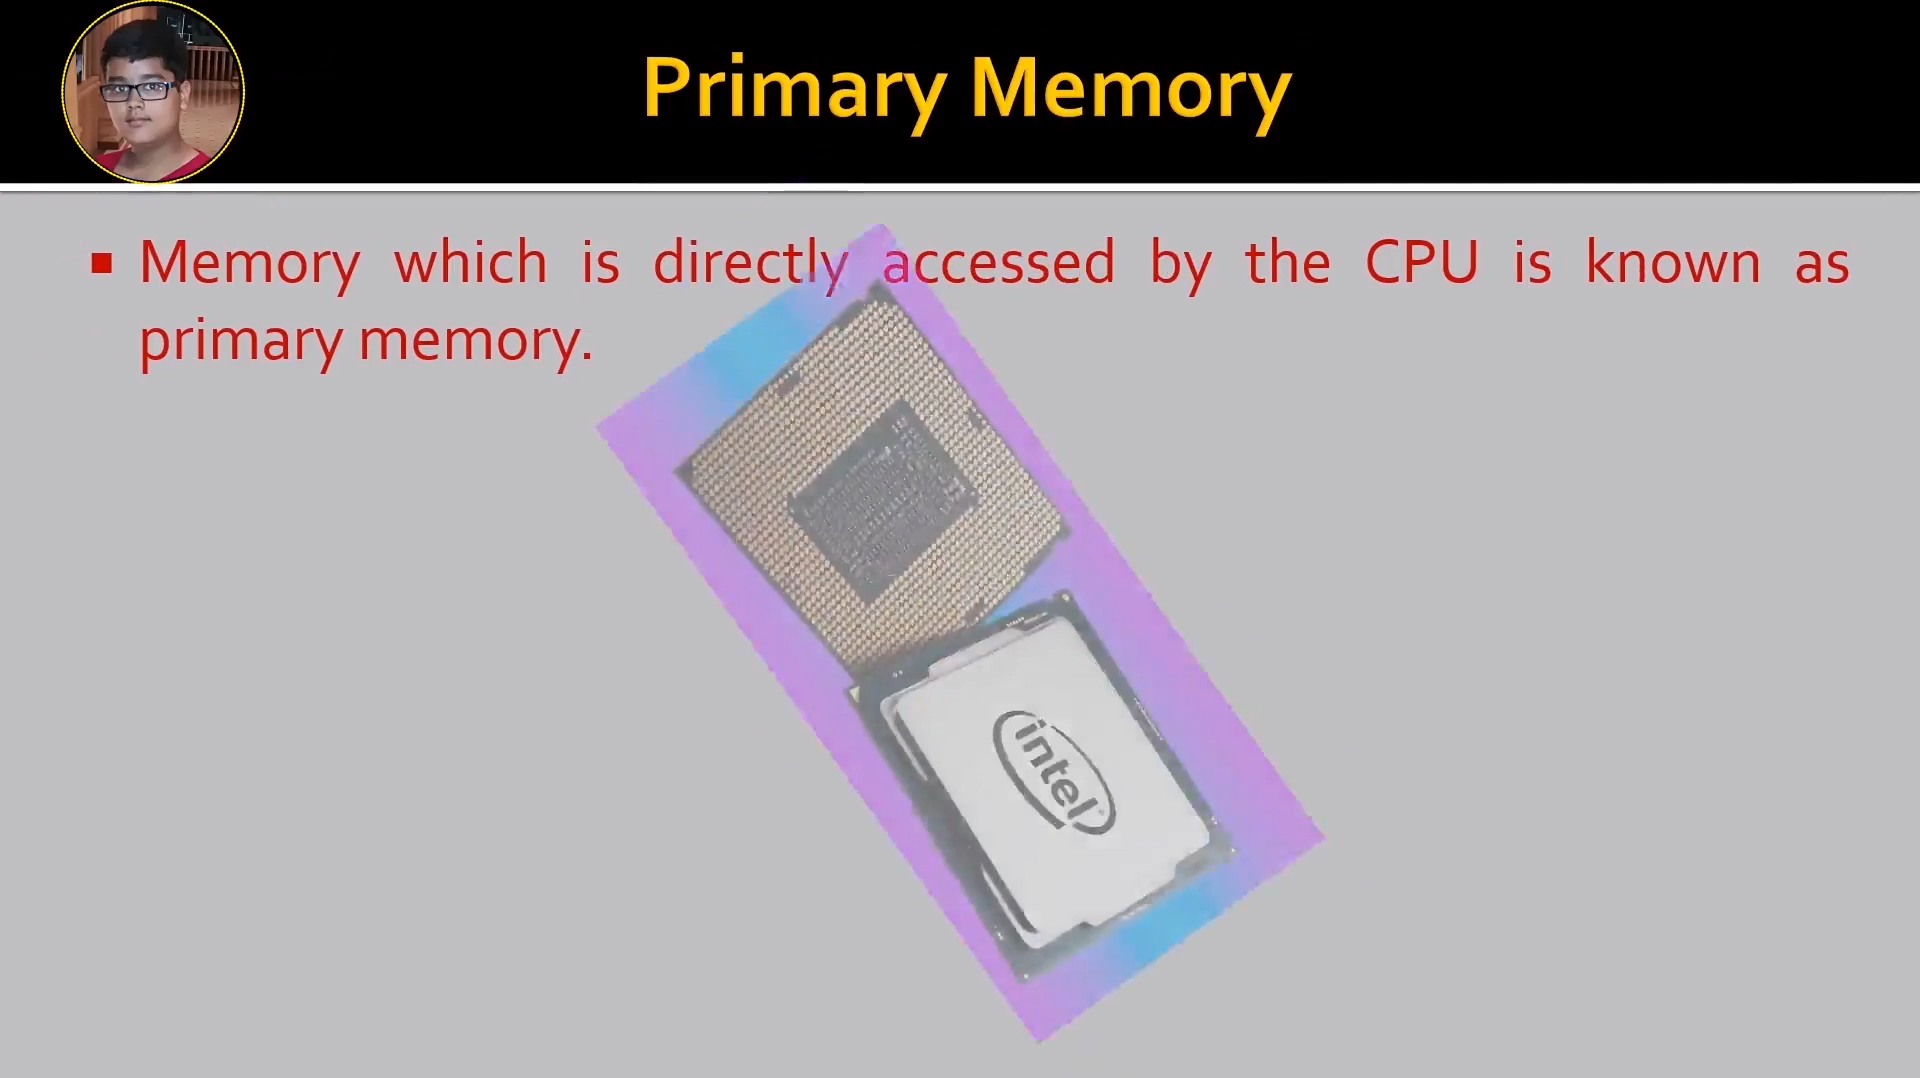 Primary Memory
Memory which is directly accessed by the CPU is known as
primary memory.
intel